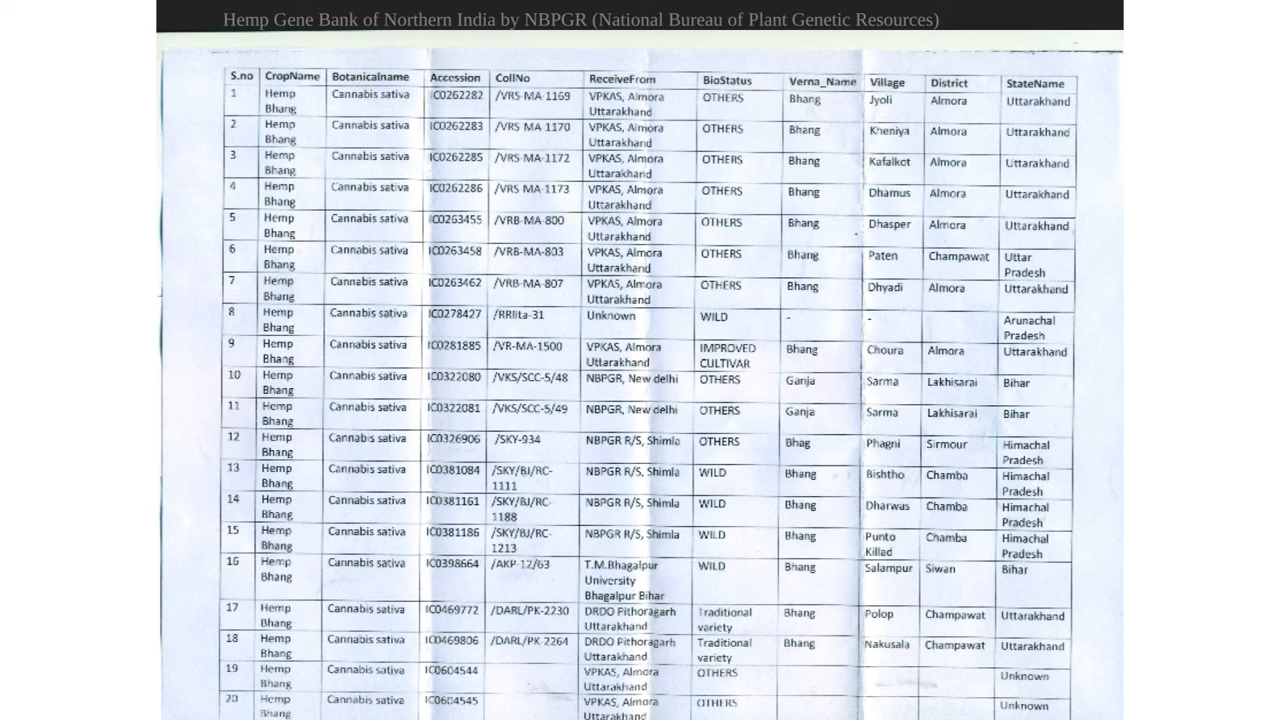 Hemp Gene Bank of Northern India by NBPGR (National Bureau of Plant Genetic Resources)
S.no CropName Botanicalname Accession CollNo ReceiveFrom BioStatus Verna_Name Village District StateName
1 Hemp Cannabis sativa IC0262282 /VRS-MA-1169 VPKAS, Almora OTHERS Bhang Jyoli Almora Uttarakhand
Bhang Uttarakhand
2 Hemp Cannabis sativa IC0262283 /VRS-MA-1170 VPKAS, Almora OTHERS Bhang Kheniya Almora Uttarakhand
Bhang Uttarakhand
3 Hemp Cannabis sativa IC0262285 /VRS-MA-1172 VPKAS, Almora OTHERS Bhang Kafalkot Almora Uttarakhand
Bhang Uttarakhand
4 Hemp Cannabis sativa IC0262286 /VRS-MA-1173 VPKAS, Almora OTHERS Bhang Dhamus Almora Uttarakhand
Bhang Uttarakhand
5 Hemp Cannabis sativa IC0263455 /VRB-MA-800 VPKAS, Almora OTHERS Bhang Dhasper Almora Uttarakhand
Bhang Uttarakhand
6 Hemp Cannabis sativa IC0263458 /VRB-MA-803 VPKAS, Almora OTHERS Bhang Paten Champawat Uttar
Bhang Uttarakhand Pradesh
7 Hemp Cannabis sativa IC0263462 /VRB-MA-807 VPKAS, Almora OTHERS Bhang Dhyadi Almora Uttarakhand
Bhang Uttarakhand
8 Hemp Cannabis sativa IC0278427 /RRIita-31 Unknown WILD - - Arunachal
Bhang Pradesh
9 Hemp Cannabis sativa IC0281885 /VR-MA-1500 VPKAS, Almora IMPROVED Bhang Choura Almora Uttarakhand
Bhang Uttarakhand CULTIVAR
10 Hemp Cannabis sativa IC0322080 /VKS/SCC-5/48 NBPGR, New delhi OTHERS Ganja Sarma Lakhisarai Bihar
Bhang
11 Hemp Cannabis sativa IC0322081 /VKS/SCC-5/49 NBPGR, New delhi OTHERS Ganja Sarma Lakhisarai Bihar
Bhang
12 Hemp Cannabis sativa IC0326906 /SKY-934 NBPGR R/S, Shimla OTHERS Bhag Phagni Sirmour Himachal
Bhang Pradesh
13 Hemp Cannabis sativa IC0381084 /SKY/BJ/RC- NBPGR R/S, Shimla WILD Bhang Bishtho Chamba Himachal
Bhang 1111 Pradesh
14 Hemp Cannabis sativa IC0381161 /SKY/BJ/RC- NBPGR R/S, Shimla WILD Bhang Dharwas Chamba Himachal
Bhang 1188 Pradesh
15 Hemp Cannabis sativa IC0381186 /SKY/BJ/RC- NBPGR R/S, Shimla WILD Bhang Punto Chamba Himachal
Bhang 1213 Killad Pradesh
16 Hemp Cannabis sativa IC0398664 /AKP-12/63 T.M.Bhagalpur WILD Bhang Salampur Siwan Bihar
Bhang University
Bhagalpur Bihar
17 Hemp Cannabis sativa IC0469772 /DARL/PK-2230 DRDO Pithoragarh Traditional Bhang Polop Champawat Uttarakhand
Bhang Uttarakhand variety
18 Hemp Cannabis sativa IC0469806 /DARL/PK-2264 DRDO Pithoragarh Traditional Bhang Nakusala Champawat Uttarakhand
Bhang Uttarakhand variety
19 Hemp Cannabis sativa IC0604544 VPKAS, Almora OTHERS Unknown
Bhang Uttarakhand
20 Hemp Cannabis sativa IC0604545 VPKAS, Almora OTHERS Unknown
Bhang Uttarakhand